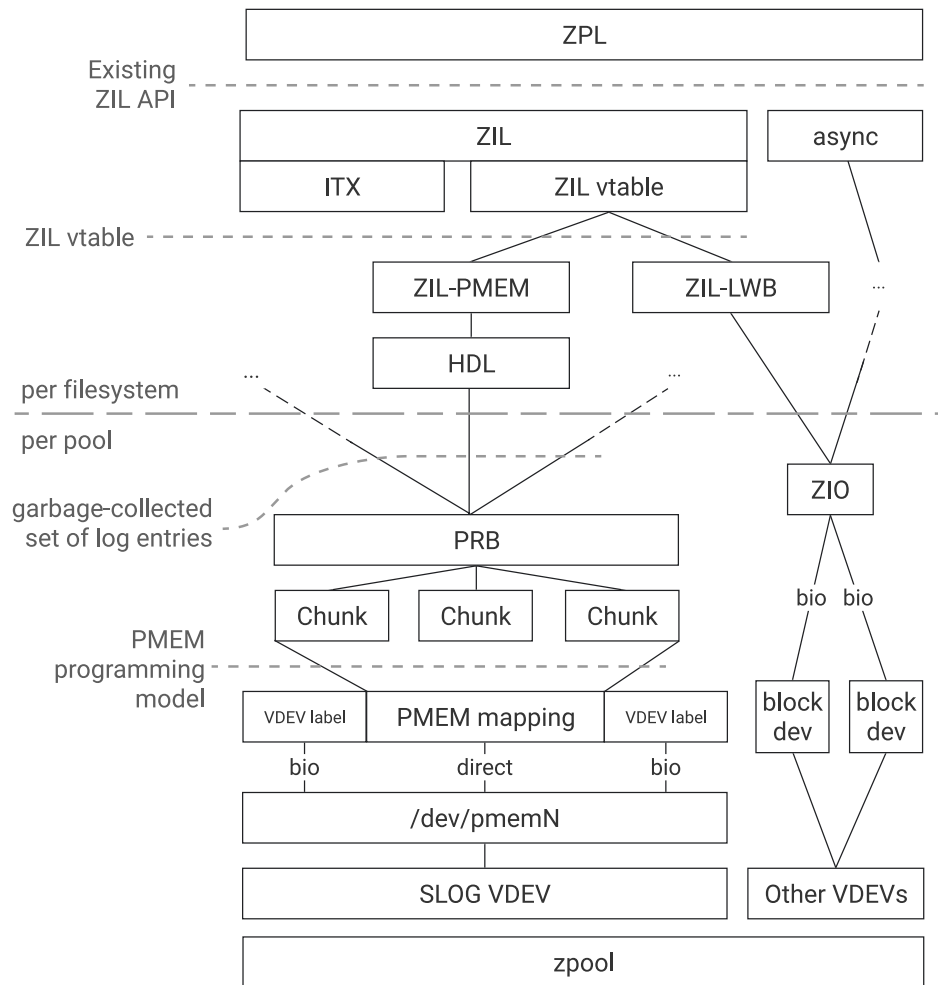 ZPL
Existing
ZIL API
ZIL
async
ITX
ZIL vtable
ZIL vtable
ZIL-PMEM
ZIL-LWB
...
HDL
...
...
per filesystem
per pool
ZIO
garbage-collected
set of log entries
PRB
bio
bio
Chunk
Chunk
Chunk
PMEM
programming
model
VDEV label
PMEM mapping
VDEV label
block
dev
block
dev
bio
direct
bio
/dev/pmemN
SLOG VDEV
Other VDEVs
zpool